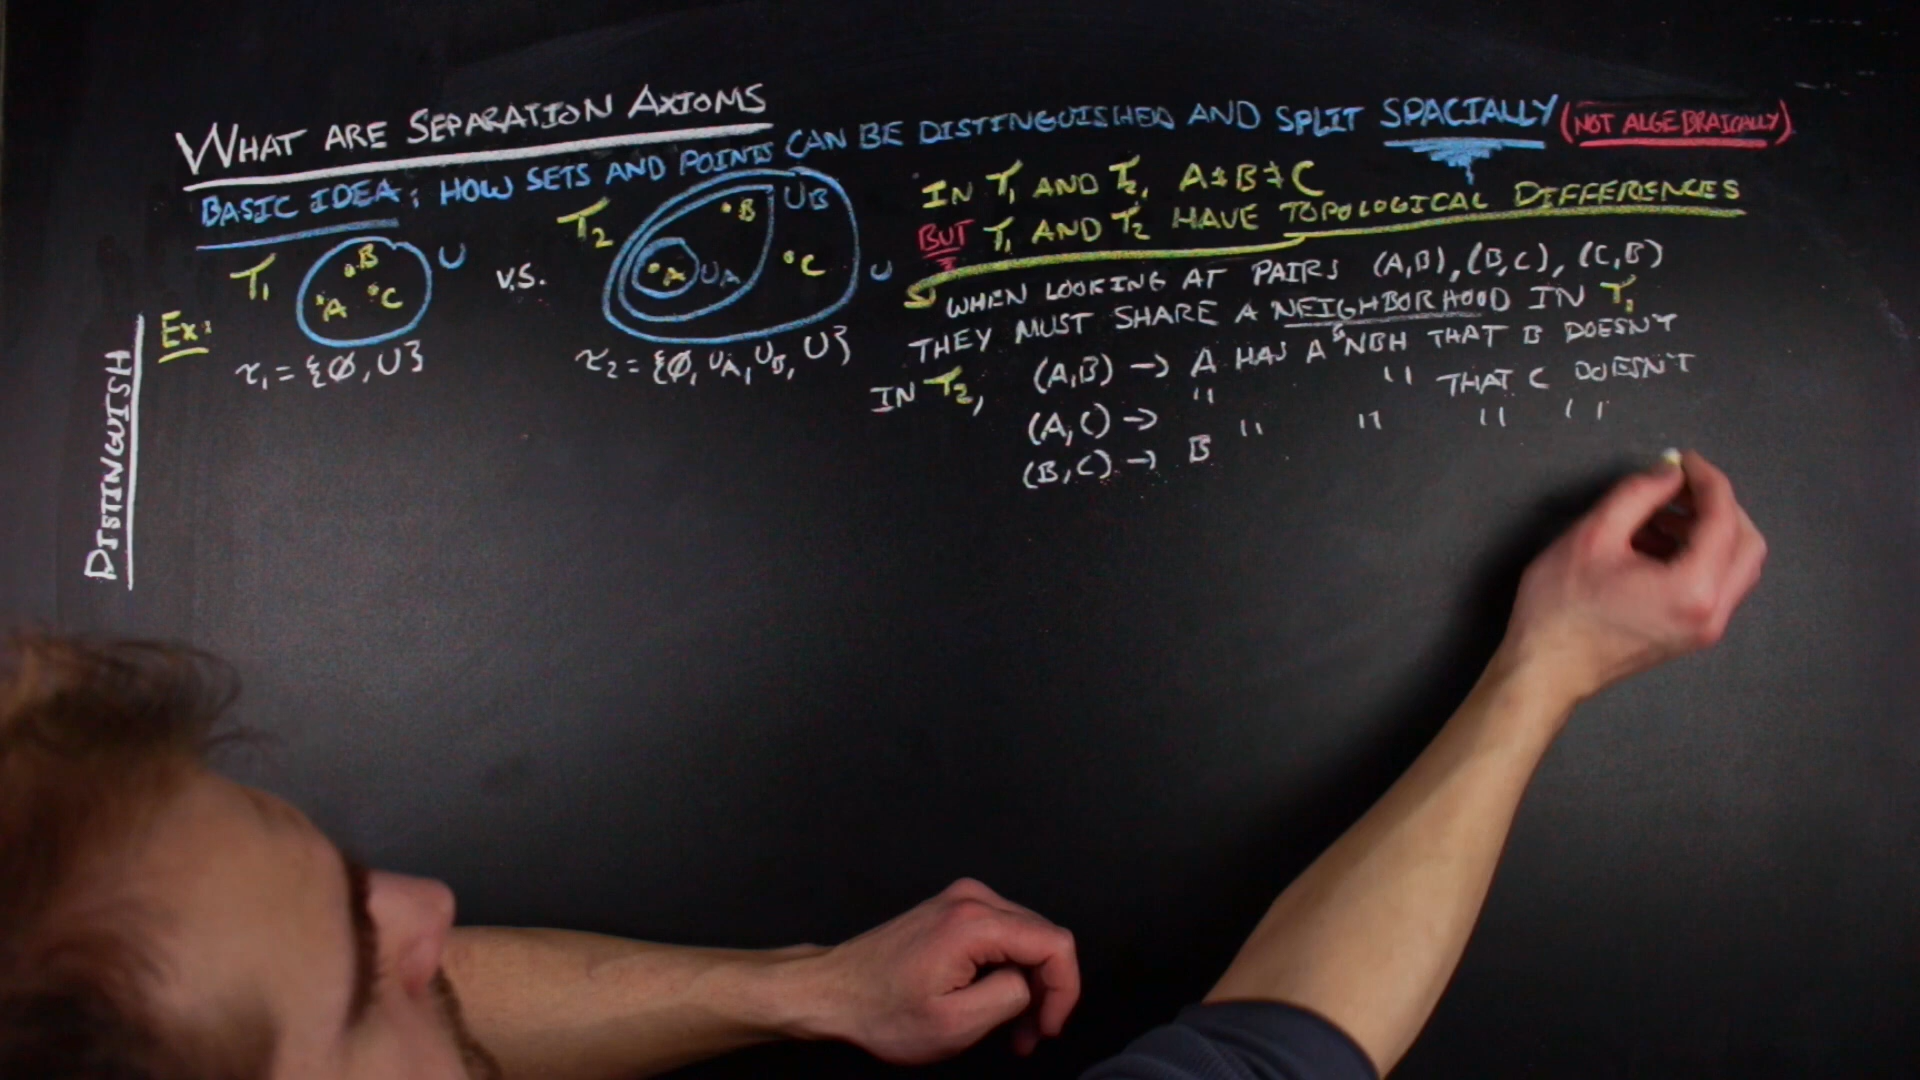 WHAT ARE SEPARATION AXIOMS
BASIC IDEA: HOW SETS AND POINTS CAN BE DISTINGUISHED AND SPLIT SPACIALLY (NOT ALGEBRAICALLY)
DISTINGUISH
Ex:
T₁
B
A
C
U
V.S.
T₂
B
UB
A
UA
C
U
τ₁ = {∅, U}
τ₂ = {∅, UA, UB, U}
IN T₁ AND T₂, A≠B≠C
BUT T₁ AND T₂ HAVE TOPOLOGICAL DIFFERENCES
WHEN LOOKING AT PAIRS (A,B), (B,C), (C,B)
THEY MUST SHARE A NEIGHBORHOOD IN T₁
IN T₂, (A,B) → A HAS A NBH THAT B DOESN'T
(A,C) → " " THAT C DOESN'T
(B,C) → B " " " "